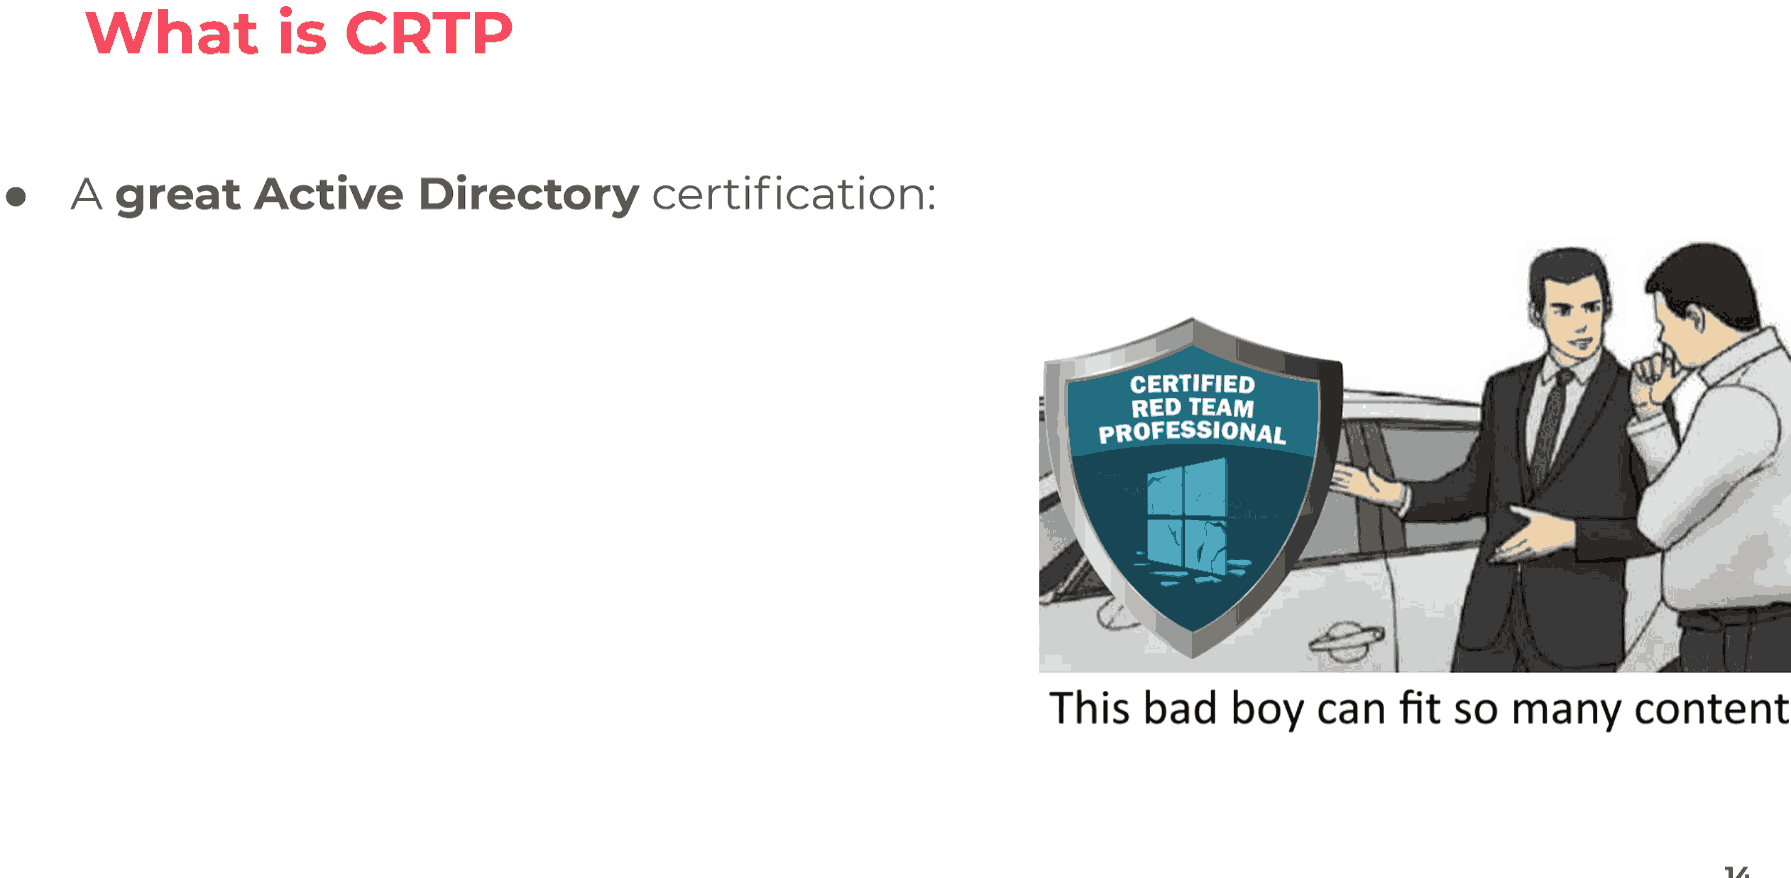 What is CRTP
● A great Active Directory certification:
CERTIFIED
RED TEAM
PROFESSIONAL
This bad boy can fit so many content
14